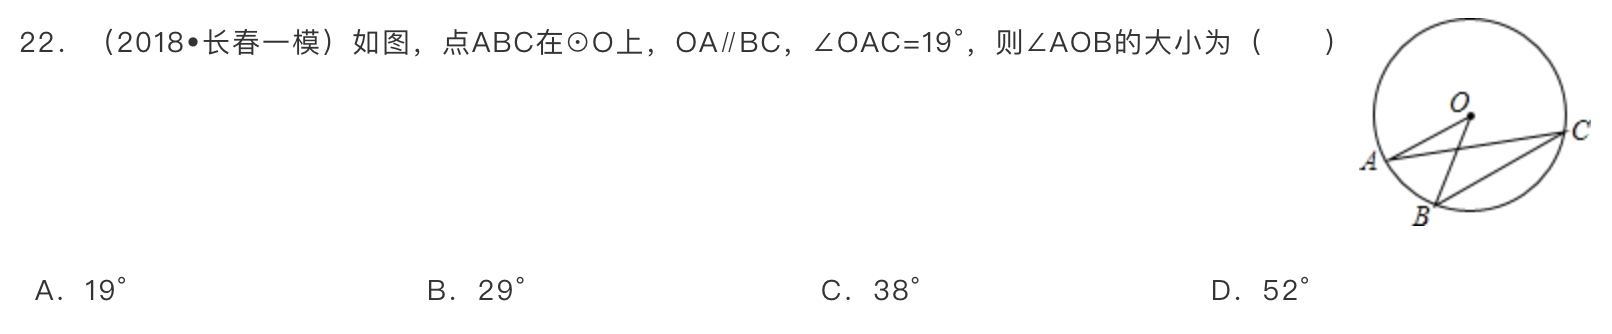 22．（2018•长春一模）如图，点ABC在⊙O上，OA∥BC，∠OAC=19°，则∠AOB的大小为（　　）
O
C
A
B
A．19°
B．29°
C．38°
D．52°